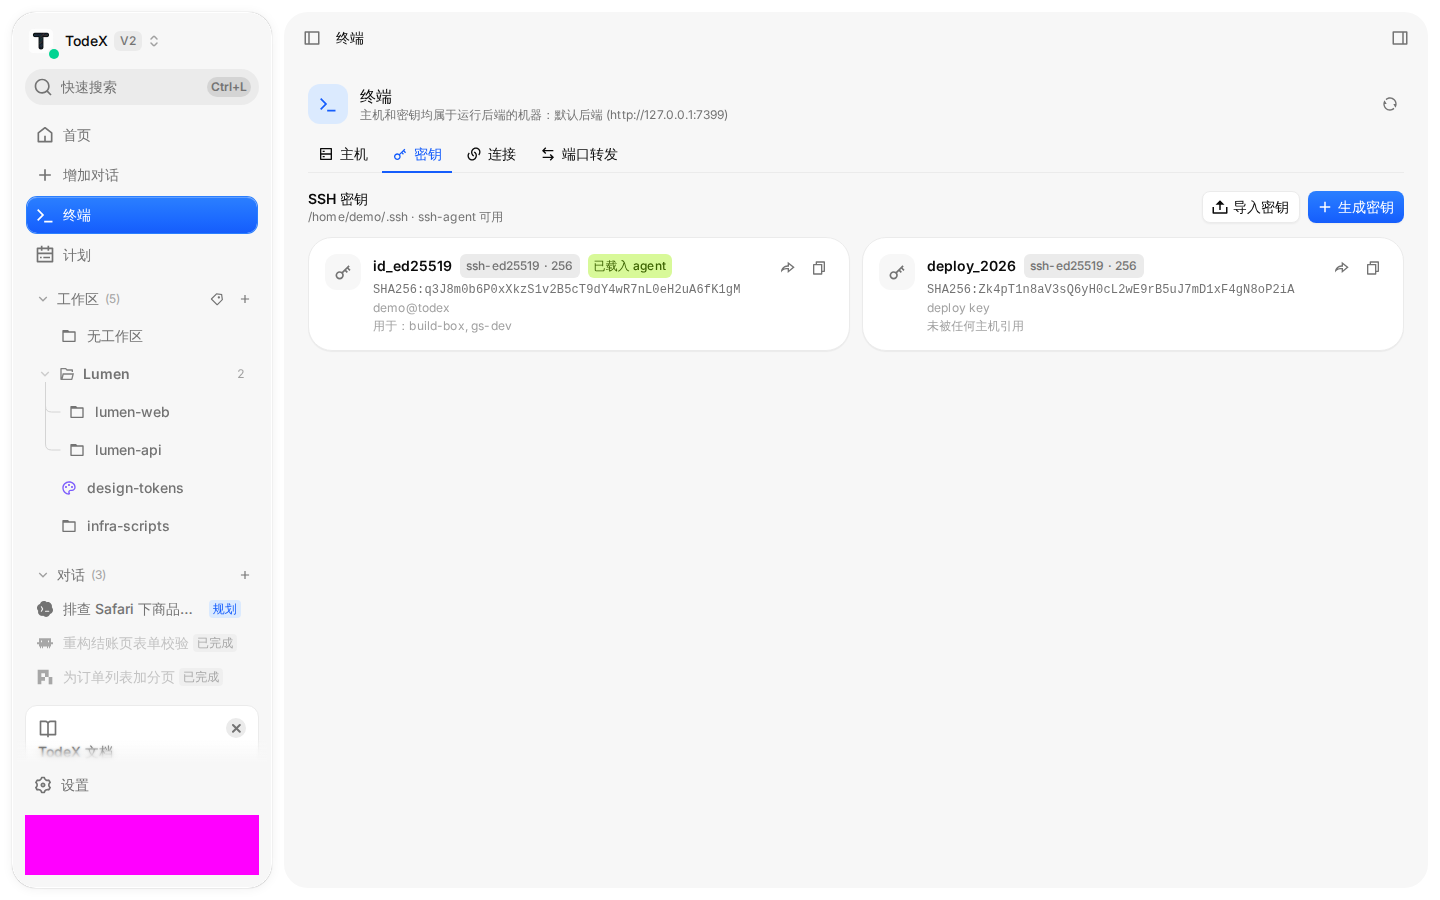 TodeX V2
快速搜索 Ctrl+L
首页
增加对话
终端
计划
工作区 (5)
无工作区
Lumen 2
lumen-web
lumen-api
design-tokens
infra-scripts
对话 (3)
排查 Safari 下商品... 规划
重构结账页表单校验 已完成
为订单列表加分页 已完成
TodeX 文档
设置
终端
终端
主机和密钥均属于运行后端的机器：默认后端 (http://127.0.0.1:7399)
主机 密钥 连接 端口转发
SSH 密钥
/home/demo/.ssh · ssh-agent 可用
导入密钥 生成密钥
id_ed25519 ssh-ed25519 · 256 已载入 agent
SHA256:q3J8m0b6P0xXkzS1v2B5cT9dY4wR7nL0eH2uA6fK1gM
demo@todex
用于：build-box, gs-dev
deploy_2026 ssh-ed25519 · 256
SHA256:Zk4pT1n8aV3sQ6yH0cL2wE9rB5uJ7mD1xF4gN8oP2iA
deploy key
未被任何主机引用